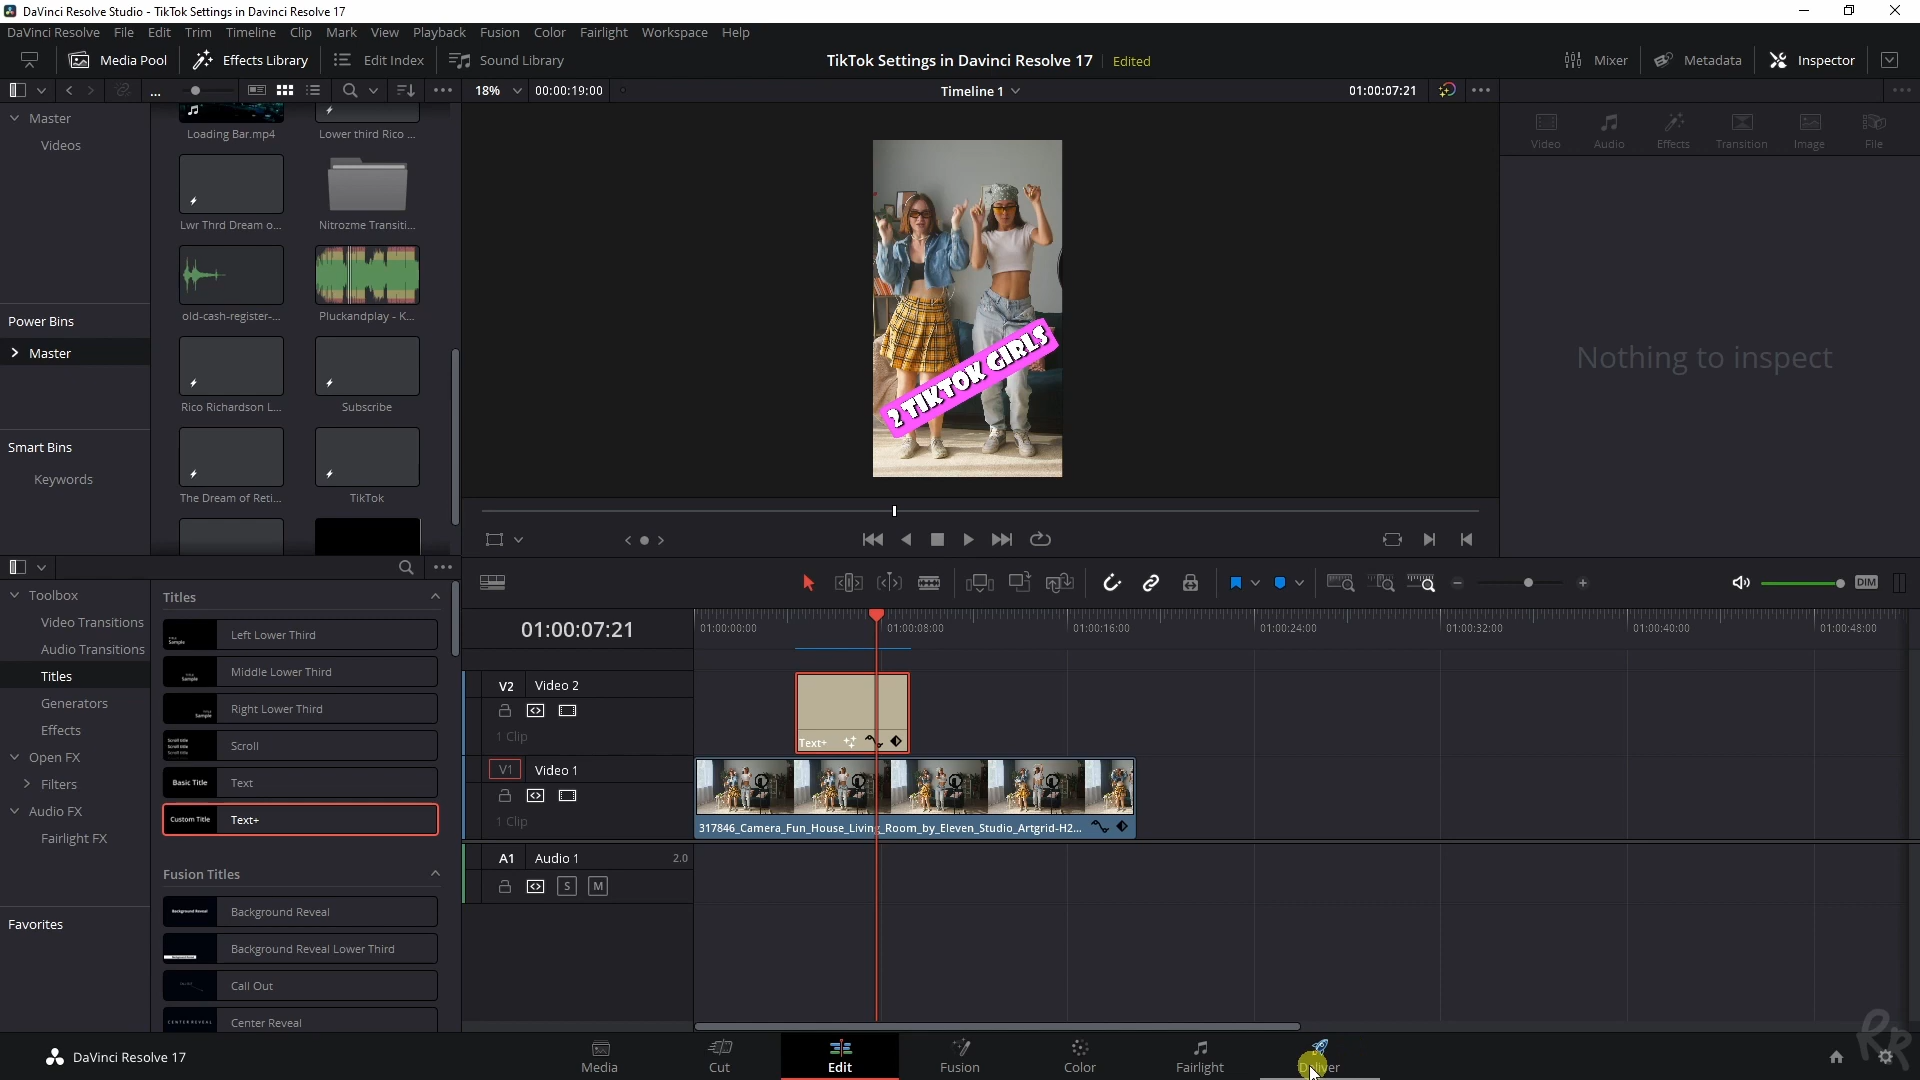 DaVinci Resolve Studio - TikTok Settings in Davinci Resolve 17
DaVinci Resolve File Edit Trim Timeline Clip Mark View Playback Fusion Color Fairlight Workspace Help
Media Pool Effects Library Edit Index Sound Library TikTok Settings in Davinci Resolve 17 Edited Mixer Metadata Inspector
... 18% 00:00:19:00 Timeline 1 01:00:07:21
Master
Videos
Power Bins
Master
Smart Bins
Keywords
Loading Bar.mp4 Lower third Rico ...
Lwr Thrd Dream o... Nitrozme Transiti...
old-cash-register-... Pluckandplay - K...
Rico Richardson L... Subscribe
The Dream of Reti... TikTok
2 TIKTOK GIRLS
Video Audio Effects Transition Image File
Nothing to inspect
Toolbox
Video Transitions
Audio Transitions
Titles
Generators
Effects
Open FX
Filters
Audio FX
Fairlight FX
Favorites
Titles
Left Lower Third
Middle Lower Third
Right Lower Third
Scroll
Basic Title Text
Custom Title Text+
Fusion Titles
Background Reveal Background Reveal
Background Reveal Lower Third
Call Out
CENTER REVEAL Center Reveal
DIM
01:00:07:21
01:00:00:00 01:00:08:00 01:00:16:00 01:00:24:00 01:00:32:00 01:00:40:00 01:00:48:00
V2 Video 2
1 Clip
Text+
V1 Video 1
1 Clip
317846_Camera_Fun_House_Living_Room_by_Eleven_Studio_Artgrid-H2...
A1 Audio 1 2.0
S M
DaVinci Resolve 17
Media Cut Edit Fusion Color Fairlight Deliver
RR